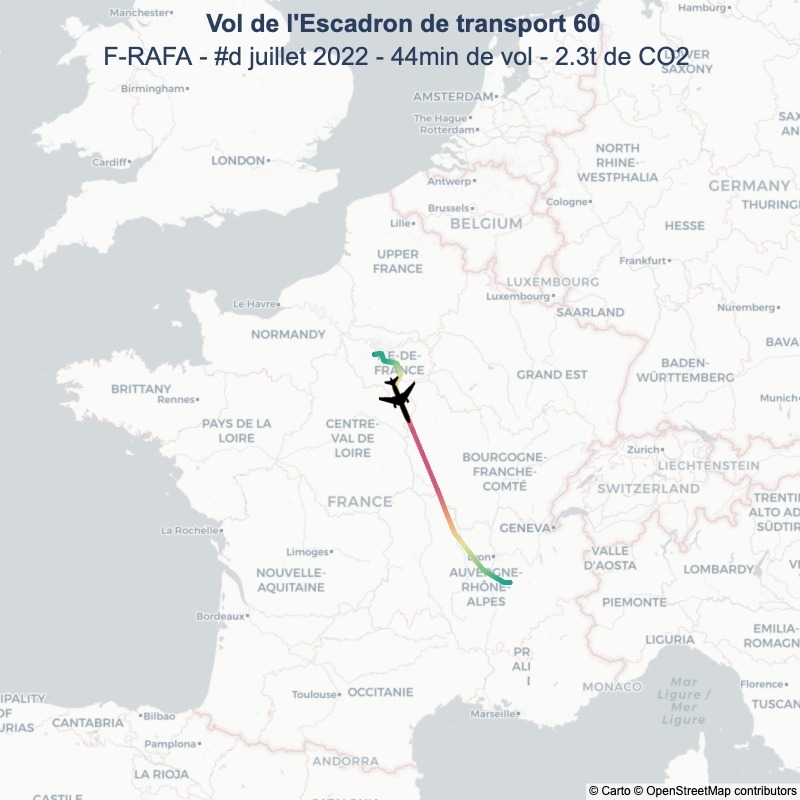 Vol de l'Escadron de transport 60
F-RAFA - #d juillet 2022 - 44min de vol - 2.3t de CO2
Manchester
Hamburg
LOWER
SAXONY
Birmingham
AMSTERDAM
The Hague
Rotterdam
NORTH
RHINE-
WESTPHALIA
Cardiff
LONDON
Antwerp
GERMANY
Brussels
Cologne
THURING
Lille
BELGIUM
HESSE
UPPER
FRANCE
Frankfurt
LUXEMBOURG
Luxembourg
Le Havre
SAARLAND
Nuremberg
NORMANDY
BAVA
ÎLE-DE-
FRANCE
GRAND EST
BADEN-
WÜRTTEMBERG
BRITTANY
Rennes
Munich
PAYS DE LA
LOIRE
CENTRE-
VAL DE
LOIRE
BOURGOGNE-
FRANCHE-
COMTÉ
Zurich
LIECHTENSTEIN
SWITZERLAND
FRANCE
TRENTI
ALTO AD
SÜDTIR
La Rochelle
GENEVA
Limoges
Lyon
VALLE
D'AOSTA
LOMBARDY
NOUVELLE-
AQUITAINE
AUVERGNE-
RHÔNE-
ALPES
PIEMONTE
Bordeaux
LIGURIA
EMILIA-
ROMAGN
PR
ALI
MONACO
Mar
Ligure /
Mer
Ligure
Florence
TUSCAN
Toulouse
OCCITANIE
Marseille
IPALITY
OF
URIAS
CANTABRIA
Bilbao
Pamplona
LA RIOJA
ANDORRA
CASTILE
© Carto © OpenStreetMap contributors